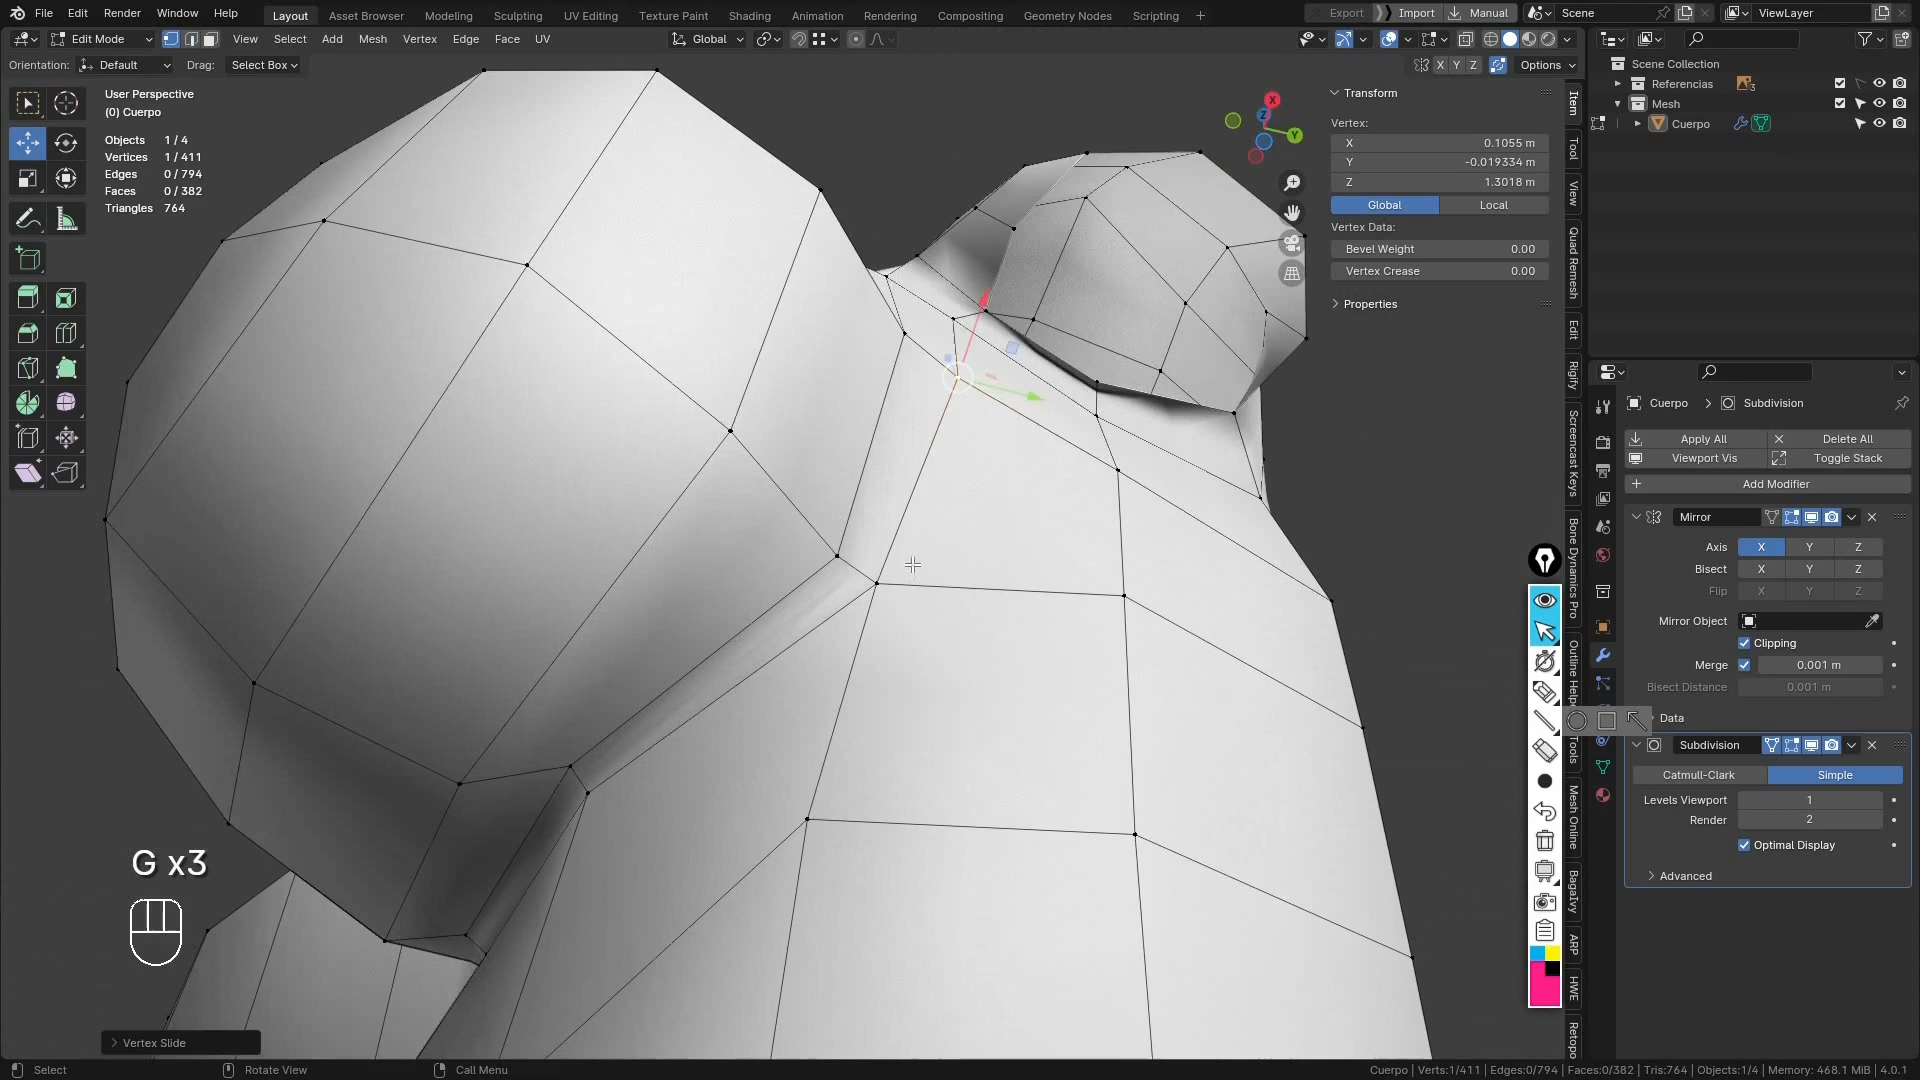 File Edit Render Window Help Layout Asset Browser Modeling Sculpting UV Editing Texture Paint Shading Animation Rendering Compositing Geometry Nodes Scripting + Export Import Manual Scene ViewLayer
Edit Mode View Select Add Mesh Vertex Edge Face UV Global
Orientation: Default Drag: Select Box X Y Z Options
User Perspective
(0) Cuerpo
Objects 1 / 4
Vertices 1 / 411
Edges 0 / 794
Faces 0 / 382
Triangles 764
X
Y
Z
Transform
Vertex:
X 0.1055 m
Y -0.019334 m
Z 1.3018 m
Global Local
Vertex Data:
Bevel Weight 0.00
Vertex Crease 0.00
Properties
Item
Tool
View
Quad Remesh
Edit
Rigify
Screencast Keys
Bone Dynamics Pro
Outline Helpe
Tools
Mesh Online
BagaIvy
ARP
HWE
Retopo
Scene Collection
Referencias 3
Mesh
Cuerpo
Cuerpo > Subdivision
Apply All Delete All
Viewport Vis Toggle Stack
Add Modifier
Mirror
Axis X Y Z
Bisect X Y Z
Flip X Y Z
Mirror Object
Clipping
Merge 0.001 m
Bisect Distance 0.001 m
Data
Subdivision
Catmull-Clark Simple
Levels Viewport 1
Render 2
Optimal Display
Advanced
G x3
Vertex Slide
Select Rotate View Call Menu Cuerpo | Verts:1/411 | Edges:0/794 | Faces:0/382 | Tris:764 | Objects:1/4 | Memory: 468.1 MiB | 4.0.1